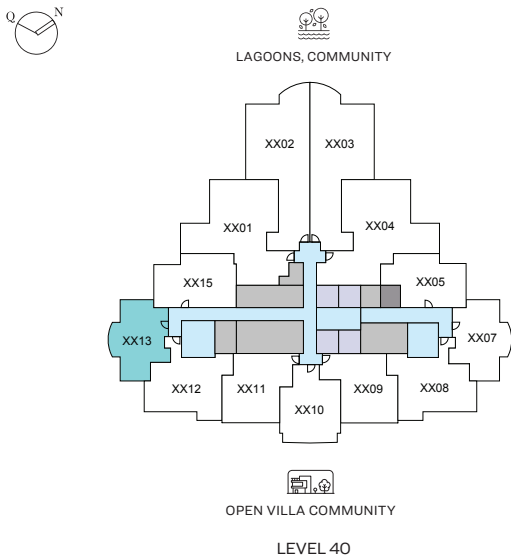 Q N
LAGOONS, COMMUNITY
XX02 XX03
XX01 XX04
XX15 XX05
XX13 XX07
XX12 XX11 XX09 XX08
XX10
OPEN VILLA COMMUNITY
LEVEL 40